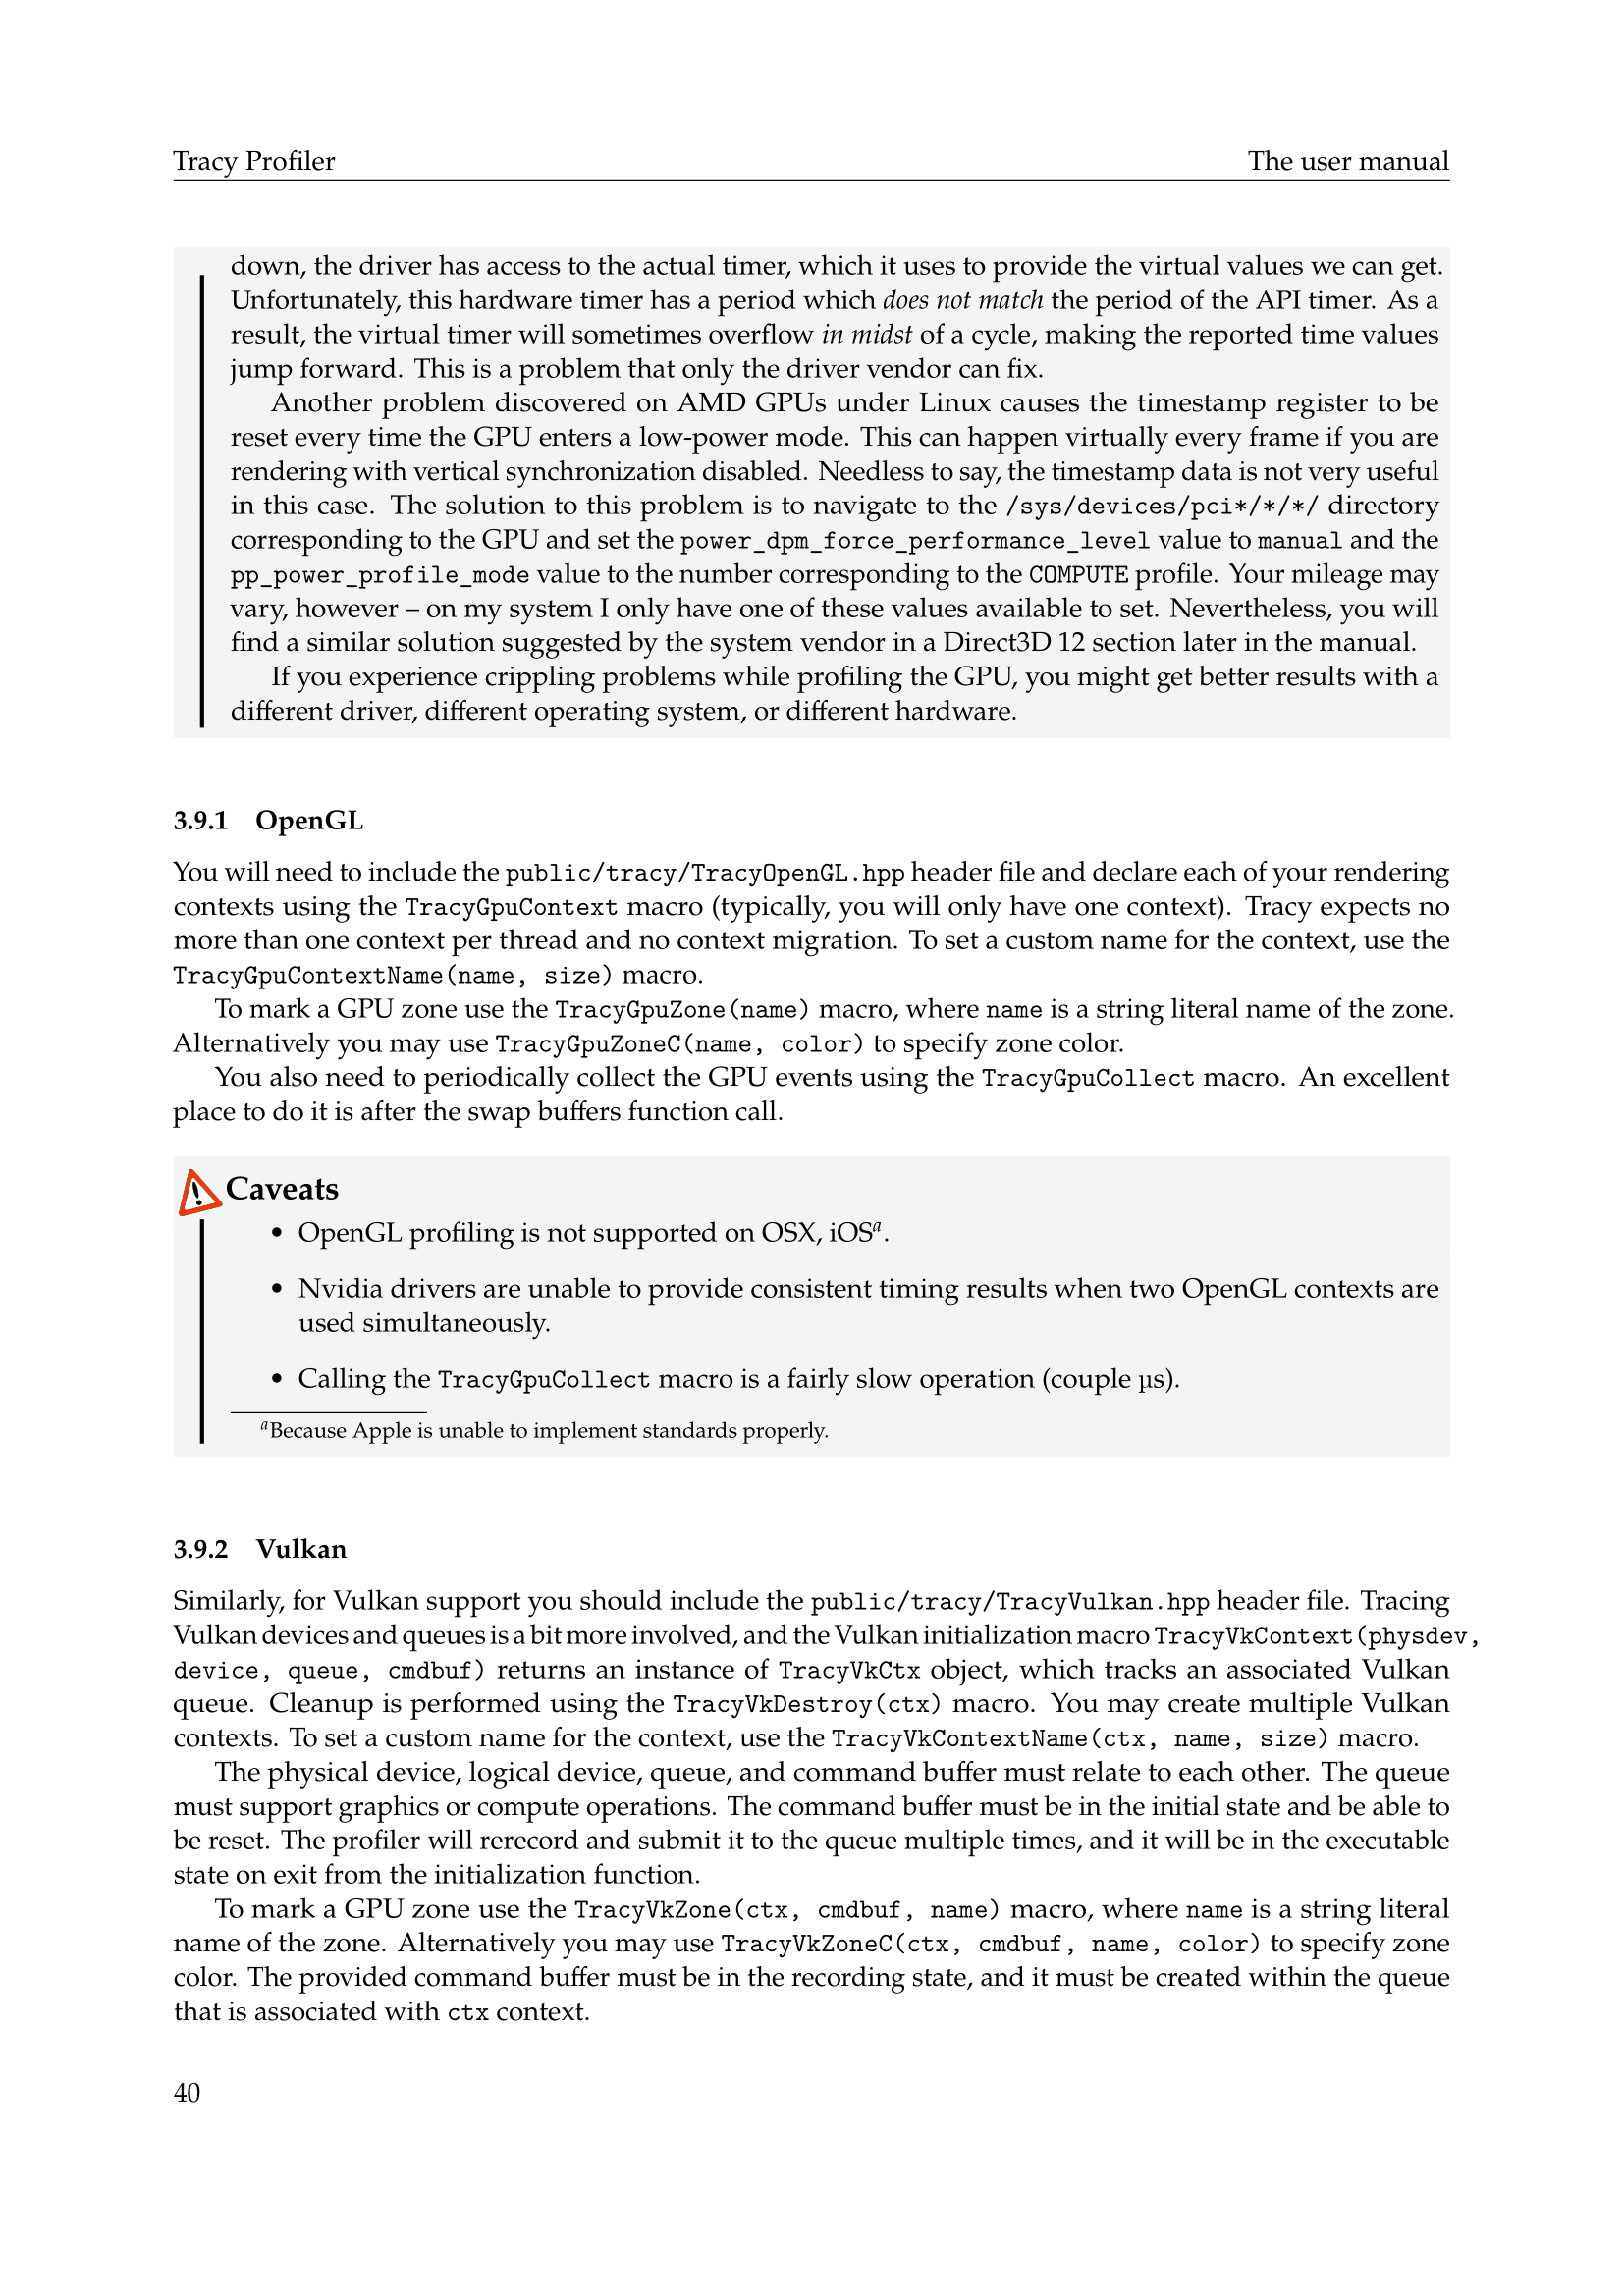 Tracy Profiler
The user manual
down, the driver has access to the actual timer, which it uses to provide the virtual values we can get.
Unfortunately, this hardware timer has a period which does not match the period of the API timer. As a
result, the virtual timer will sometimes overflow in midst of a cycle, making the reported time values
jump forward. This is a problem that only the driver vendor can fix.
Another problem discovered on AMD GPUs under Linux causes the timestamp register to be
reset every time the GPU enters a low-power mode. This can happen virtually every frame if you are
rendering with vertical synchronization disabled. Needless to say, the timestamp data is not very useful
in this case. The solution to this problem is to navigate to the /sys/devices/pci*/*/*/ directory
corresponding to the GPU and set the power_dpm_force_performance_level value to manual and the
pp_power_profile_mode value to the number corresponding to the COMPUTE profile. Your mileage may
vary, however – on my system I only have one of these values available to set. Nevertheless, you will
find a similar solution suggested by the system vendor in a Direct3D 12 section later in the manual.
If you experience crippling problems while profiling the GPU, you might get better results with a
different driver, different operating system, or different hardware.
3.9.1 OpenGL
You will need to include the public/tracy/TracyOpenGL.hpp header file and declare each of your rendering
contexts using the TracyGpuContext macro (typically, you will only have one context). Tracy expects no
more than one context per thread and no context migration. To set a custom name for the context, use the
TracyGpuContextName(name, size) macro.
To mark a GPU zone use the TracyGpuZone(name) macro, where name is a string literal name of the zone.
Alternatively you may use TracyGpuZoneC(name, color) to specify zone color.
You also need to periodically collect the GPU events using the TracyGpuCollect macro. An excellent
place to do it is after the swap buffers function call.
Caveats
• OpenGL profiling is not supported on OSX, iOSa.
• Nvidia drivers are unable to provide consistent timing results when two OpenGL contexts are
used simultaneously.
• Calling the TracyGpuCollect macro is a fairly slow operation (couple µs).
aBecause Apple is unable to implement standards properly.
3.9.2 Vulkan
Similarly, for Vulkan support you should include the public/tracy/TracyVulkan.hpp header file. Tracing
Vulkan devices and queues is a bit more involved, and the Vulkan initialization macro TracyVkContext(physdev,
device, queue, cmdbuf) returns an instance of TracyVkCtx object, which tracks an associated Vulkan
queue. Cleanup is performed using the TracyVkDestroy(ctx) macro. You may create multiple Vulkan
contexts. To set a custom name for the context, use the TracyVkContextName(ctx, name, size) macro.
The physical device, logical device, queue, and command buffer must relate to each other. The queue
must support graphics or compute operations. The command buffer must be in the initial state and be able to
be reset. The profiler will rerecord and submit it to the queue multiple times, and it will be in the executable
state on exit from the initialization function.
To mark a GPU zone use the TracyVkZone(ctx, cmdbuf, name) macro, where name is a string literal
name of the zone. Alternatively you may use TracyVkZoneC(ctx, cmdbuf, name, color) to specify zone
color. The provided command buffer must be in the recording state, and it must be created within the queue
that is associated with ctx context.
40